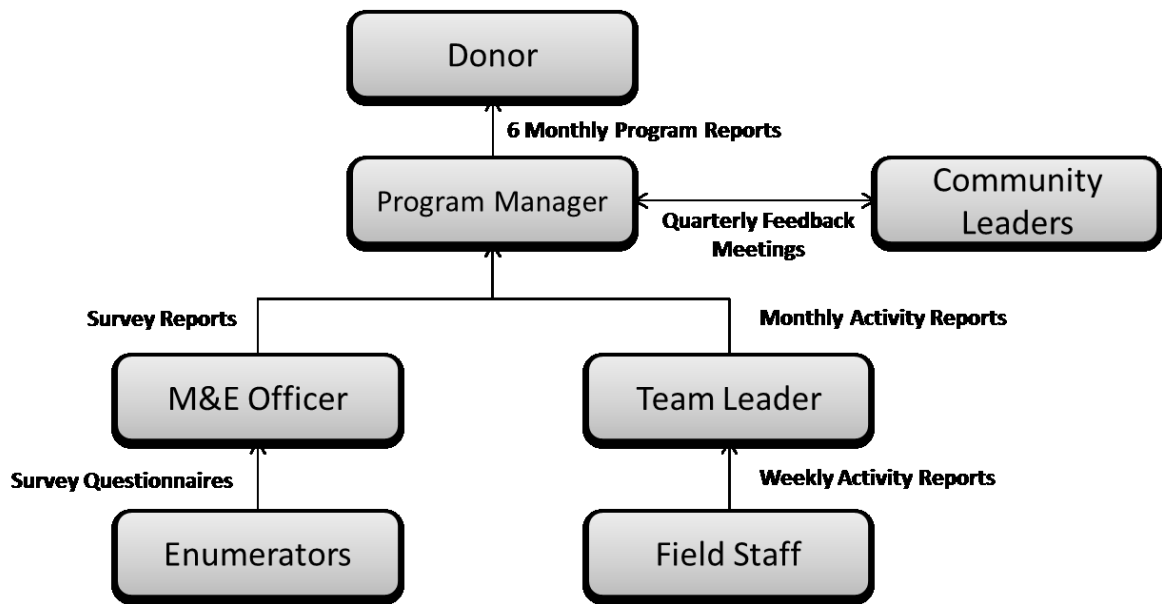 Donor
6 Monthly Program Reports
Program Manager
Community
Leaders
Quarterly Feedback
Meetings
Survey Reports
Monthly Activity Reports
M&E Officer
Team Leader
Survey Questionnaires
Weekly Activity Reports
Enumerators
Field Staff